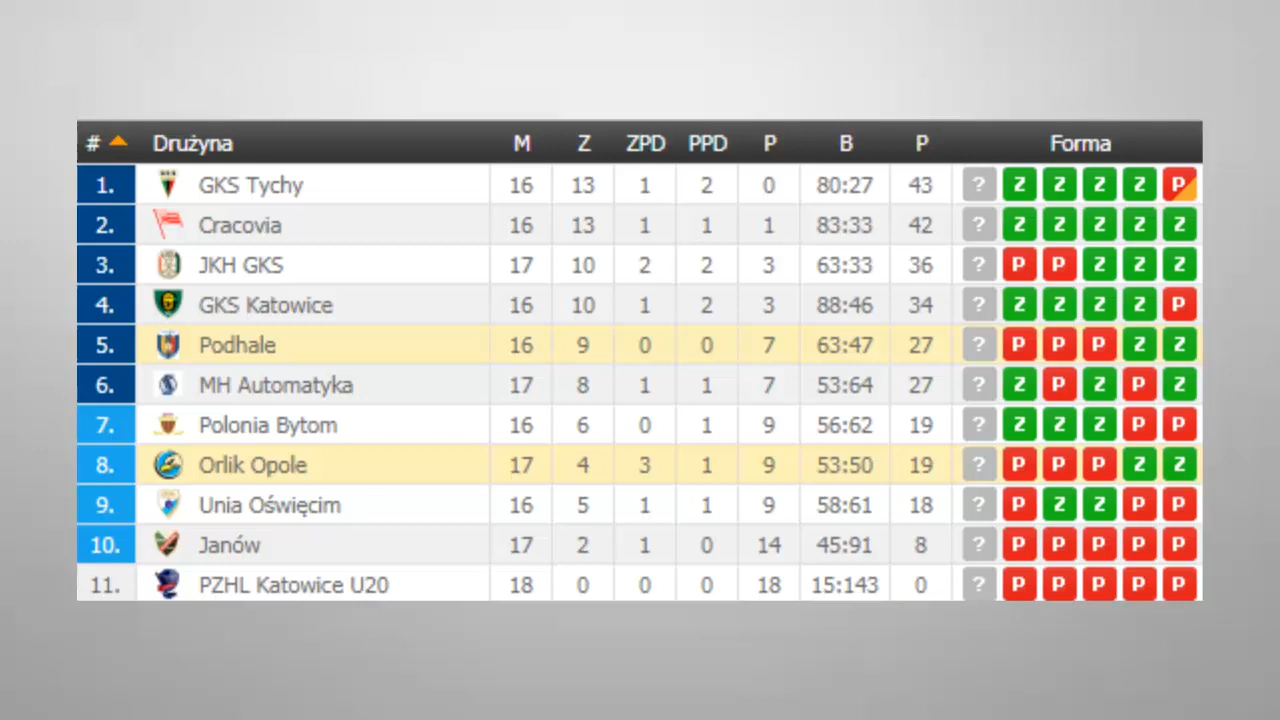 # Drużyna M Z ZPD PPD P B P Forma
1. GKS Tychy 16 13 1 2 0 80:27 43 ? Z Z Z Z P
2. Cracovia 16 13 1 1 1 83:33 42 ? Z Z Z Z Z
3. JKH GKS 17 10 2 2 3 63:33 36 ? P P Z Z Z
4. GKS Katowice 16 10 1 2 3 88:46 34 ? Z Z Z Z P
5. Podhale 16 9 0 0 7 63:47 27 ? P P P Z Z
6. MH Automatyka 17 8 1 1 7 53:64 27 ? Z P Z P Z
7. Polonia Bytom 16 6 0 1 9 56:62 19 ? Z Z Z P P
8. Orlik Opole 17 4 3 1 9 53:50 19 ? P P P Z Z
9. Unia Oświęcim 16 5 1 1 9 58:61 18 ? P Z Z P P
10. Janów 17 2 1 0 14 45:91 8 ? P P P P P
11. PZHL Katowice U20 18 0 0 0 18 15:143 0 ? P P P P P